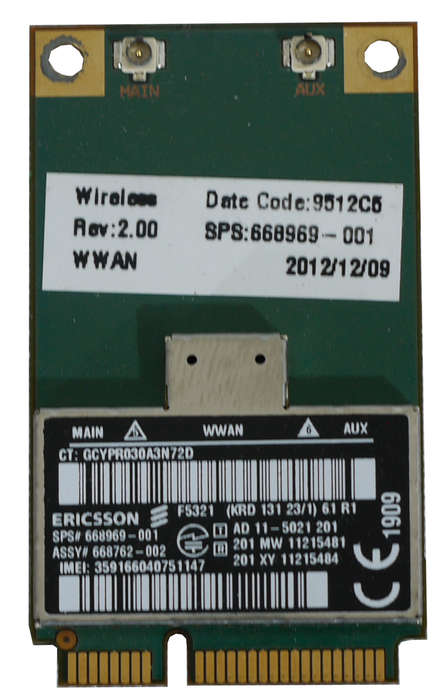 MAIN AUX
Wireless Date Code:9512C5
Rev:2.00 SPS:668969-001
WWAN 2012/12/09
MAIN 5 WWAN 6 AUX
CT: GCYPR030A3N72D
F5321 (KRD 131 23/1) 61 R1
ERICSSON
SPS# 668969-001
ASSY# 668762-002
IMEI: 359166040751147
T AD 11-5021 201
R 201 MW 11215481
201 XY 11215484
CE 1909